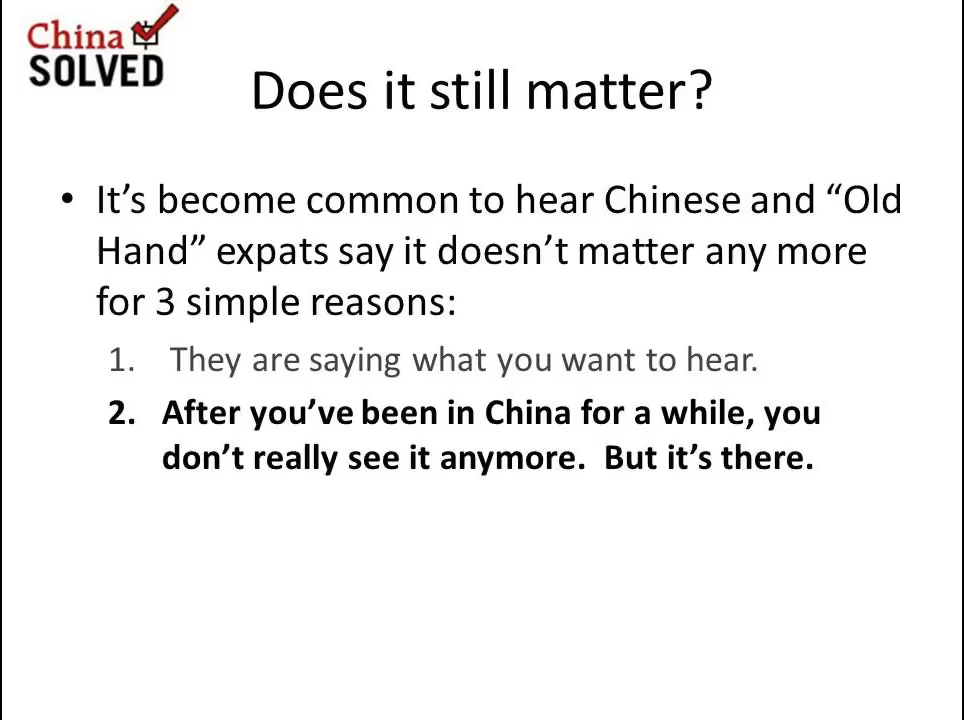 China
SOLVED
Does it still matter?
• It’s become common to hear Chinese and “Old
Hand” expats say it doesn’t matter any more
for 3 simple reasons:
1. They are saying what you want to hear.
2. After you’ve been in China for a while, you
don’t really see it anymore.  But it’s there.